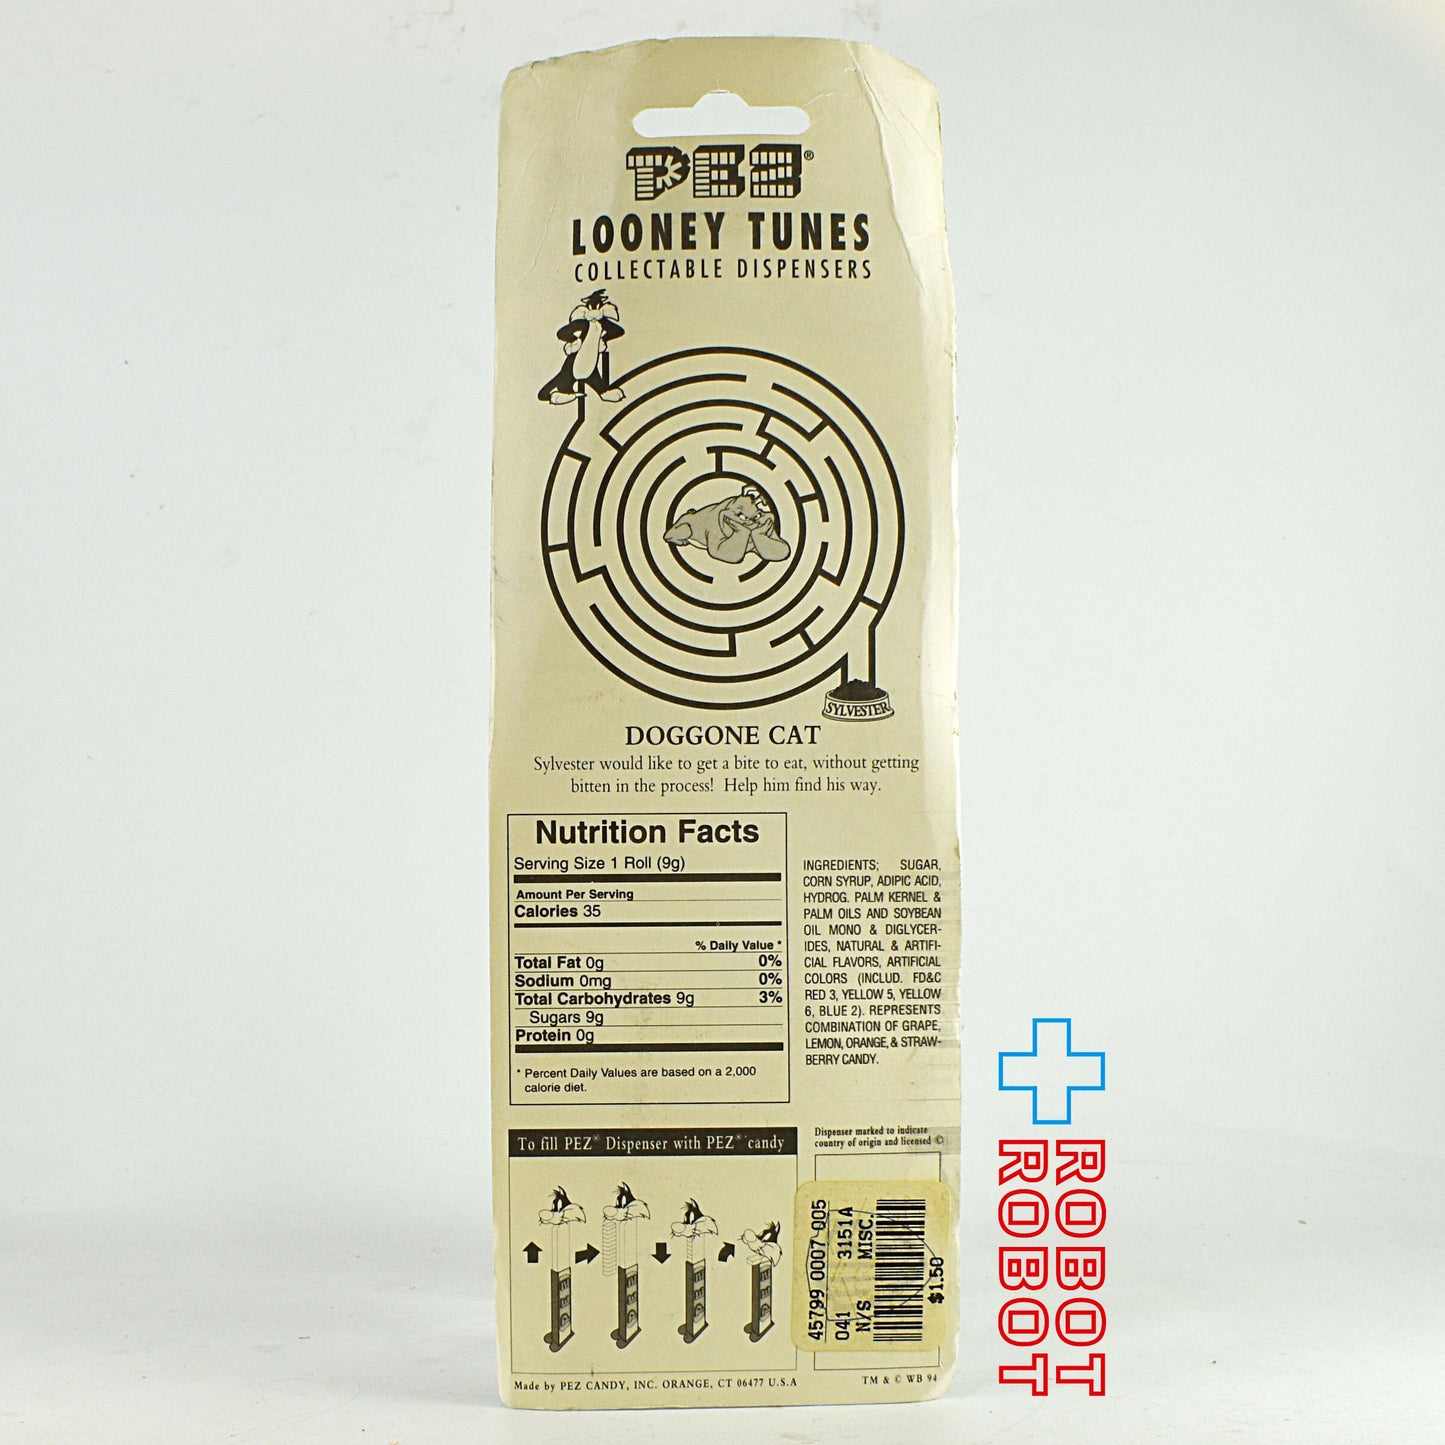 PEZ®
LOONEY TUNES
COLLECTABLE DISPENSERS
SYLVESTER
DOGGONE CAT
Sylvester would like to get a bite to eat, without getting
bitten in the process!  Help him find his way.
Nutrition Facts
Serving Size 1 Roll (9g)
Amount Per Serving
Calories 35
% Daily Value *
Total Fat 0g 0%
Sodium 0mg 0%
Total Carbohydrates 9g 3%
Sugars 9g
Protein 0g
* Percent Daily Values are based on a 2,000
calorie diet.
INGREDIENTS; SUGAR,
CORN SYRUP, ADIPIC ACID,
HYDROG. PALM KERNEL &
PALM OILS AND SOYBEAN
OIL MONO & DIGLYCER-
IDES, NATURAL & ARTIFI-
CIAL FLAVORS, ARTIFICIAL
COLORS (INCLUD. FD&C
RED 3, YELLOW 5, YELLOW
6, BLUE 2). REPRESENTS
COMBINATION OF GRAPE,
LEMON, ORANGE, & STRAW-
BERRY CANDY.
To fill PEZ® Dispenser with PEZ® candy
PEZ
PEZ
PEZ
PEZ
Dispenser marked to indicate
country of origin and licensed ©
45799 0007 005
041 3151A
N/S MISC.
$1.50
Made by PEZ CANDY, INC. ORANGE, CT 06477 U.S.A
TM & © WB 94
ROBOT
ROBOT